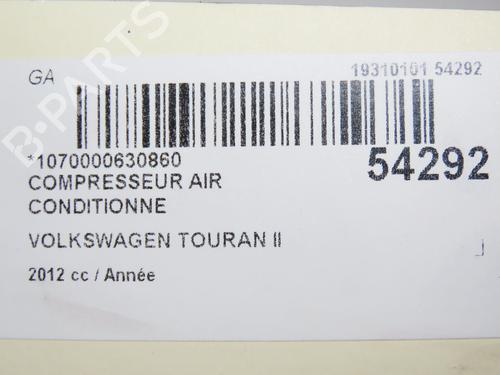 GA
19310101 54292
*1070000630860
54292
COMPRESSEUR AIR
CONDITIONNE
VOLKSWAGEN TOURAN II
2012 cc / Année
B-PARTS